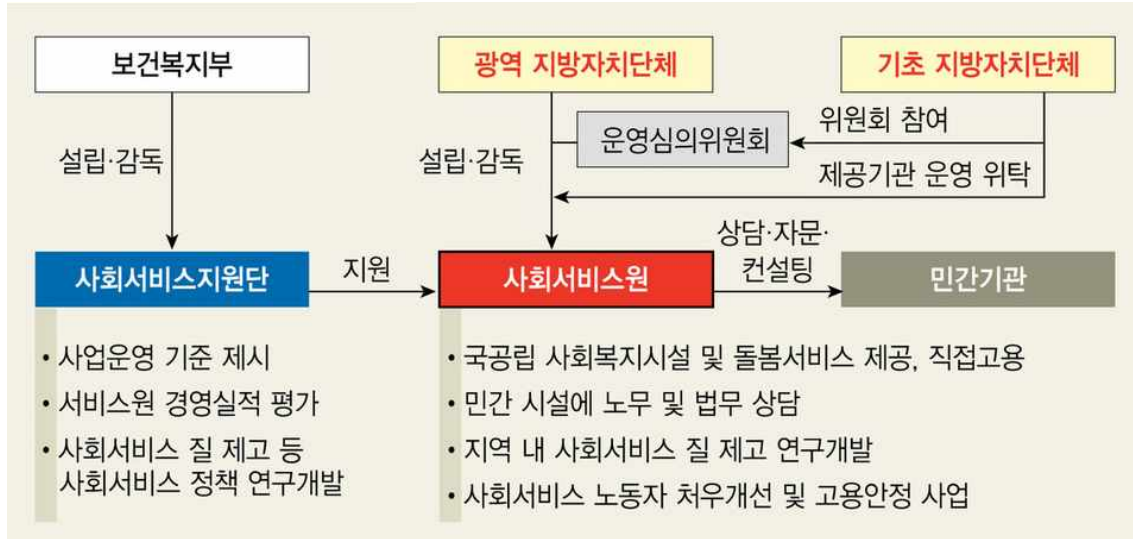 보건복지부
광역 지방자치단체
기초 지방자치단체
설립·감독
설립·감독
운영심의위원회
위원회 참여
제공기관 운영 위탁
사회서비스지원단
지원
사회서비스원
상담·자문·
컨설팅
민간기관
• 사업운영 기준 제시
• 서비스원 경영실적 평가
• 사회서비스 질 제고 등
사회서비스 정책 연구개발
• 국공립 사회복지시설 및 돌봄서비스 제공, 직접고용
• 민간 시설에 노무 및 법무 상담
• 지역 내 사회서비스 질 제고 연구개발
• 사회서비스 노동자 처우개선 및 고용안정 사업